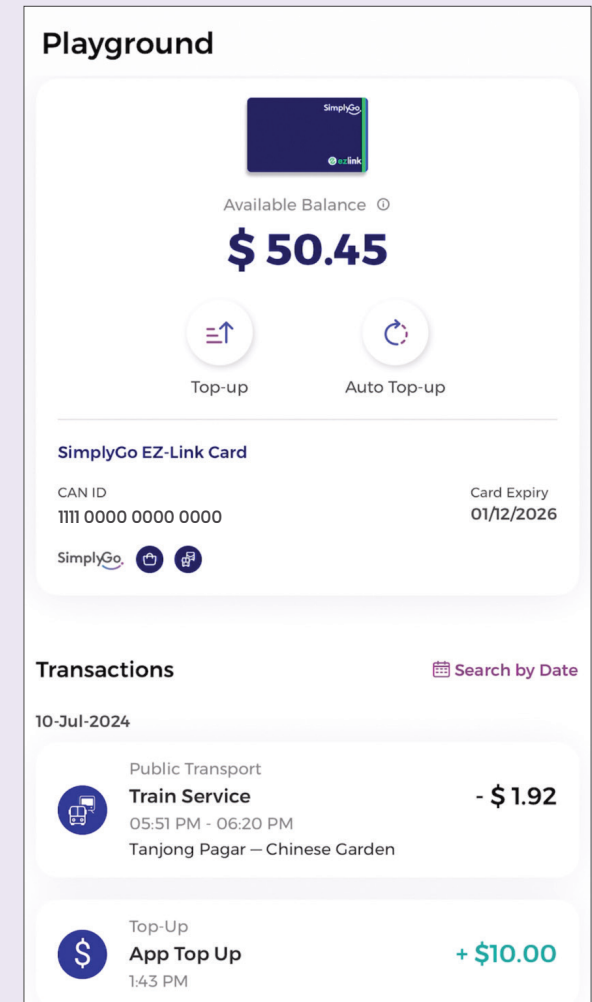 Playground
SimplyGo
ezlink
Available Balance
$ 50.45
Top-up Auto Top-up
SimplyGo EZ-Link Card
CAN ID Card Expiry
1111 0000 0000 0000 01/12/2026
SimplyGo
Transactions Search by Date
10-Jul-2024
Public Transport
Train Service - $ 1.92
05:51 PM - 06:20 PM
Tanjong Pagar — Chinese Garden
Top-Up
App Top Up + $10.00
1:43 PM